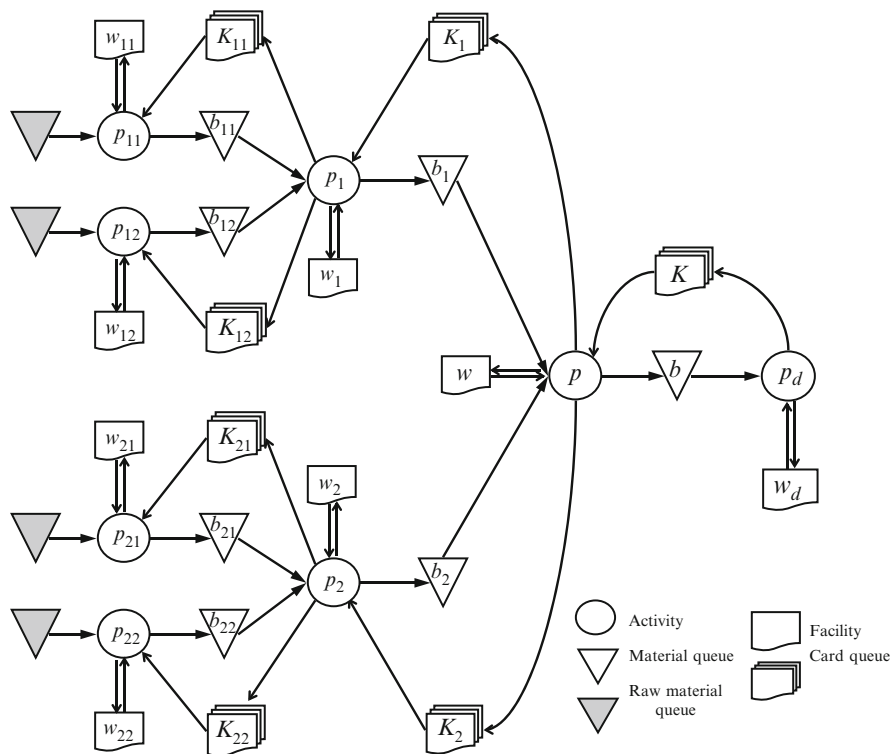 w11
K11
K1
p11
b11
p1
b1
p12
b12
w1
w12
K12
K
w
p
b
pd
wd
w21
K21
w2
p21
b21
p2
b2
p22
b22
w22
K22
K2
Activity
Facility
Material queue
Card queue
Raw material
queue